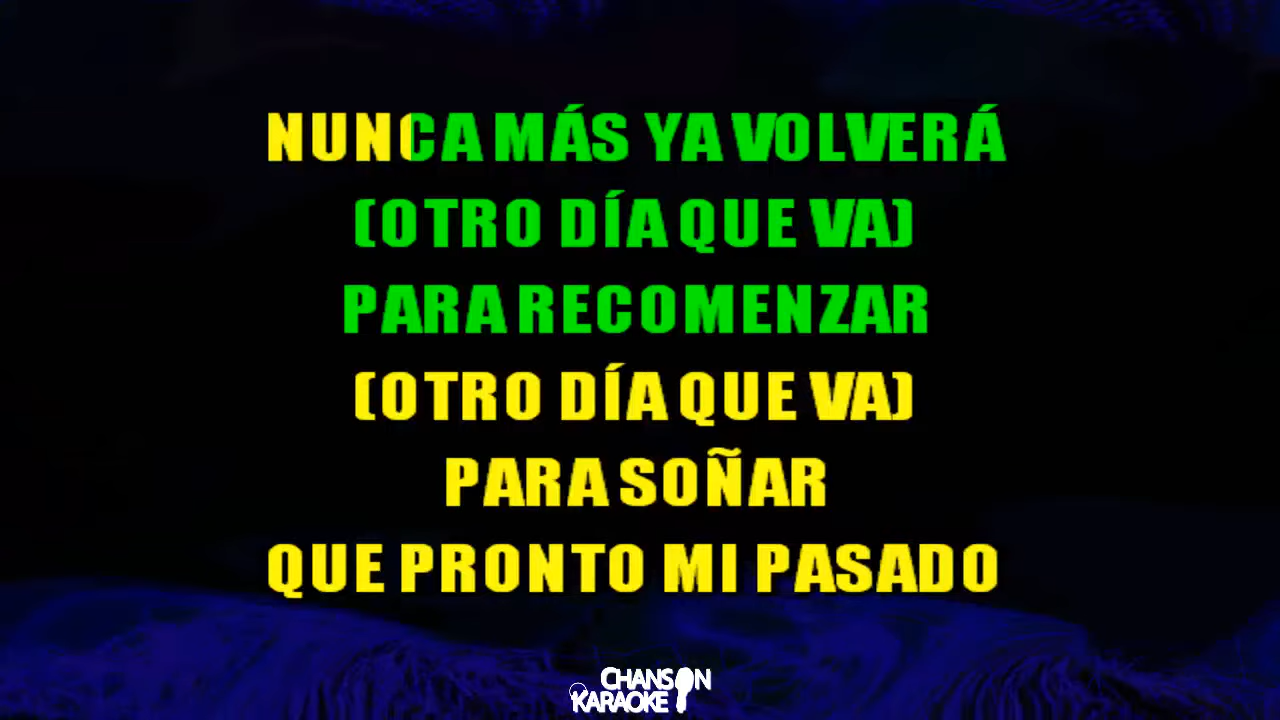 NUNCA MÁS YA VOLVERÁ
(OTRO DÍA QUE VA)
PARA RECOMENZAR
(OTRO DÍA QUE VA)
PARA SOÑAR
QUE PRONTO MI PASADO
CHANSON
KARAOKE